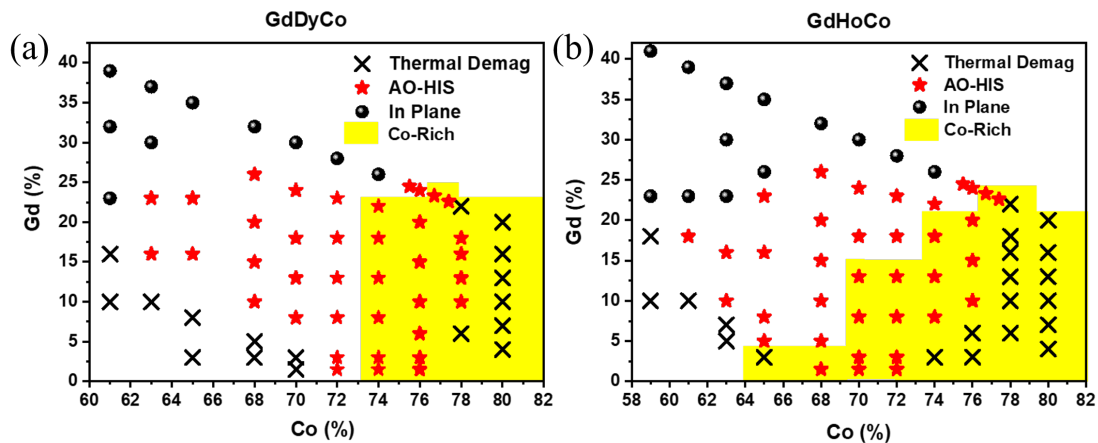 GdDyCo
(a)
Thermal Demag
AO-HIS
In Plane
Co-Rich
Gd (%)
40
35
30
25
20
15
10
5
0
60 62 64 66 68 70 72 74 76 78 80 82
Co (%)
GdHoCo
(b)
Thermal Demag
AO-HIS
In Plane
Co-Rich
Gd (%)
40
35
30
25
20
15
10
5
0
58 60 62 64 66 68 70 72 74 76 78 80 82
Co (%)